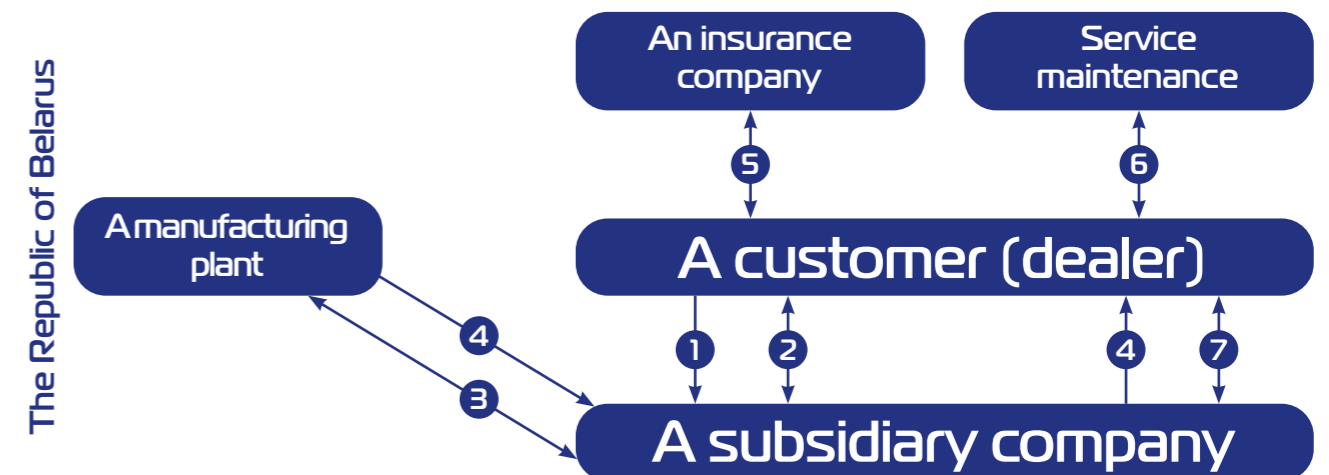 The Republic of Belarus
An insurance
company
Service
maintenance
5
6
A manufacturing
plant
A customer (dealer)
4
3
1
2
4
7
A subsidiary company